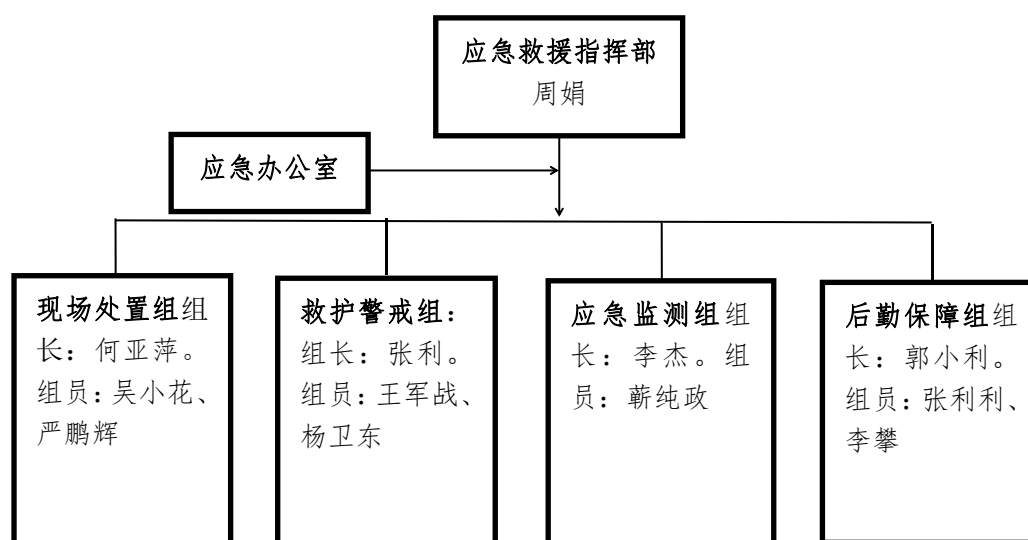 应急救援指挥部
周娟
应急办公室
现场处置组组
长：何亚萍。
组员：吴小花、
严鹏辉
救护警戒组：
组长：张利。
组员：王军战、
杨卫东
应急监测组组
长：李杰。组
员：蕲纯政
后勤保障组组
长：郭小利。
组员：张利利、
李攀